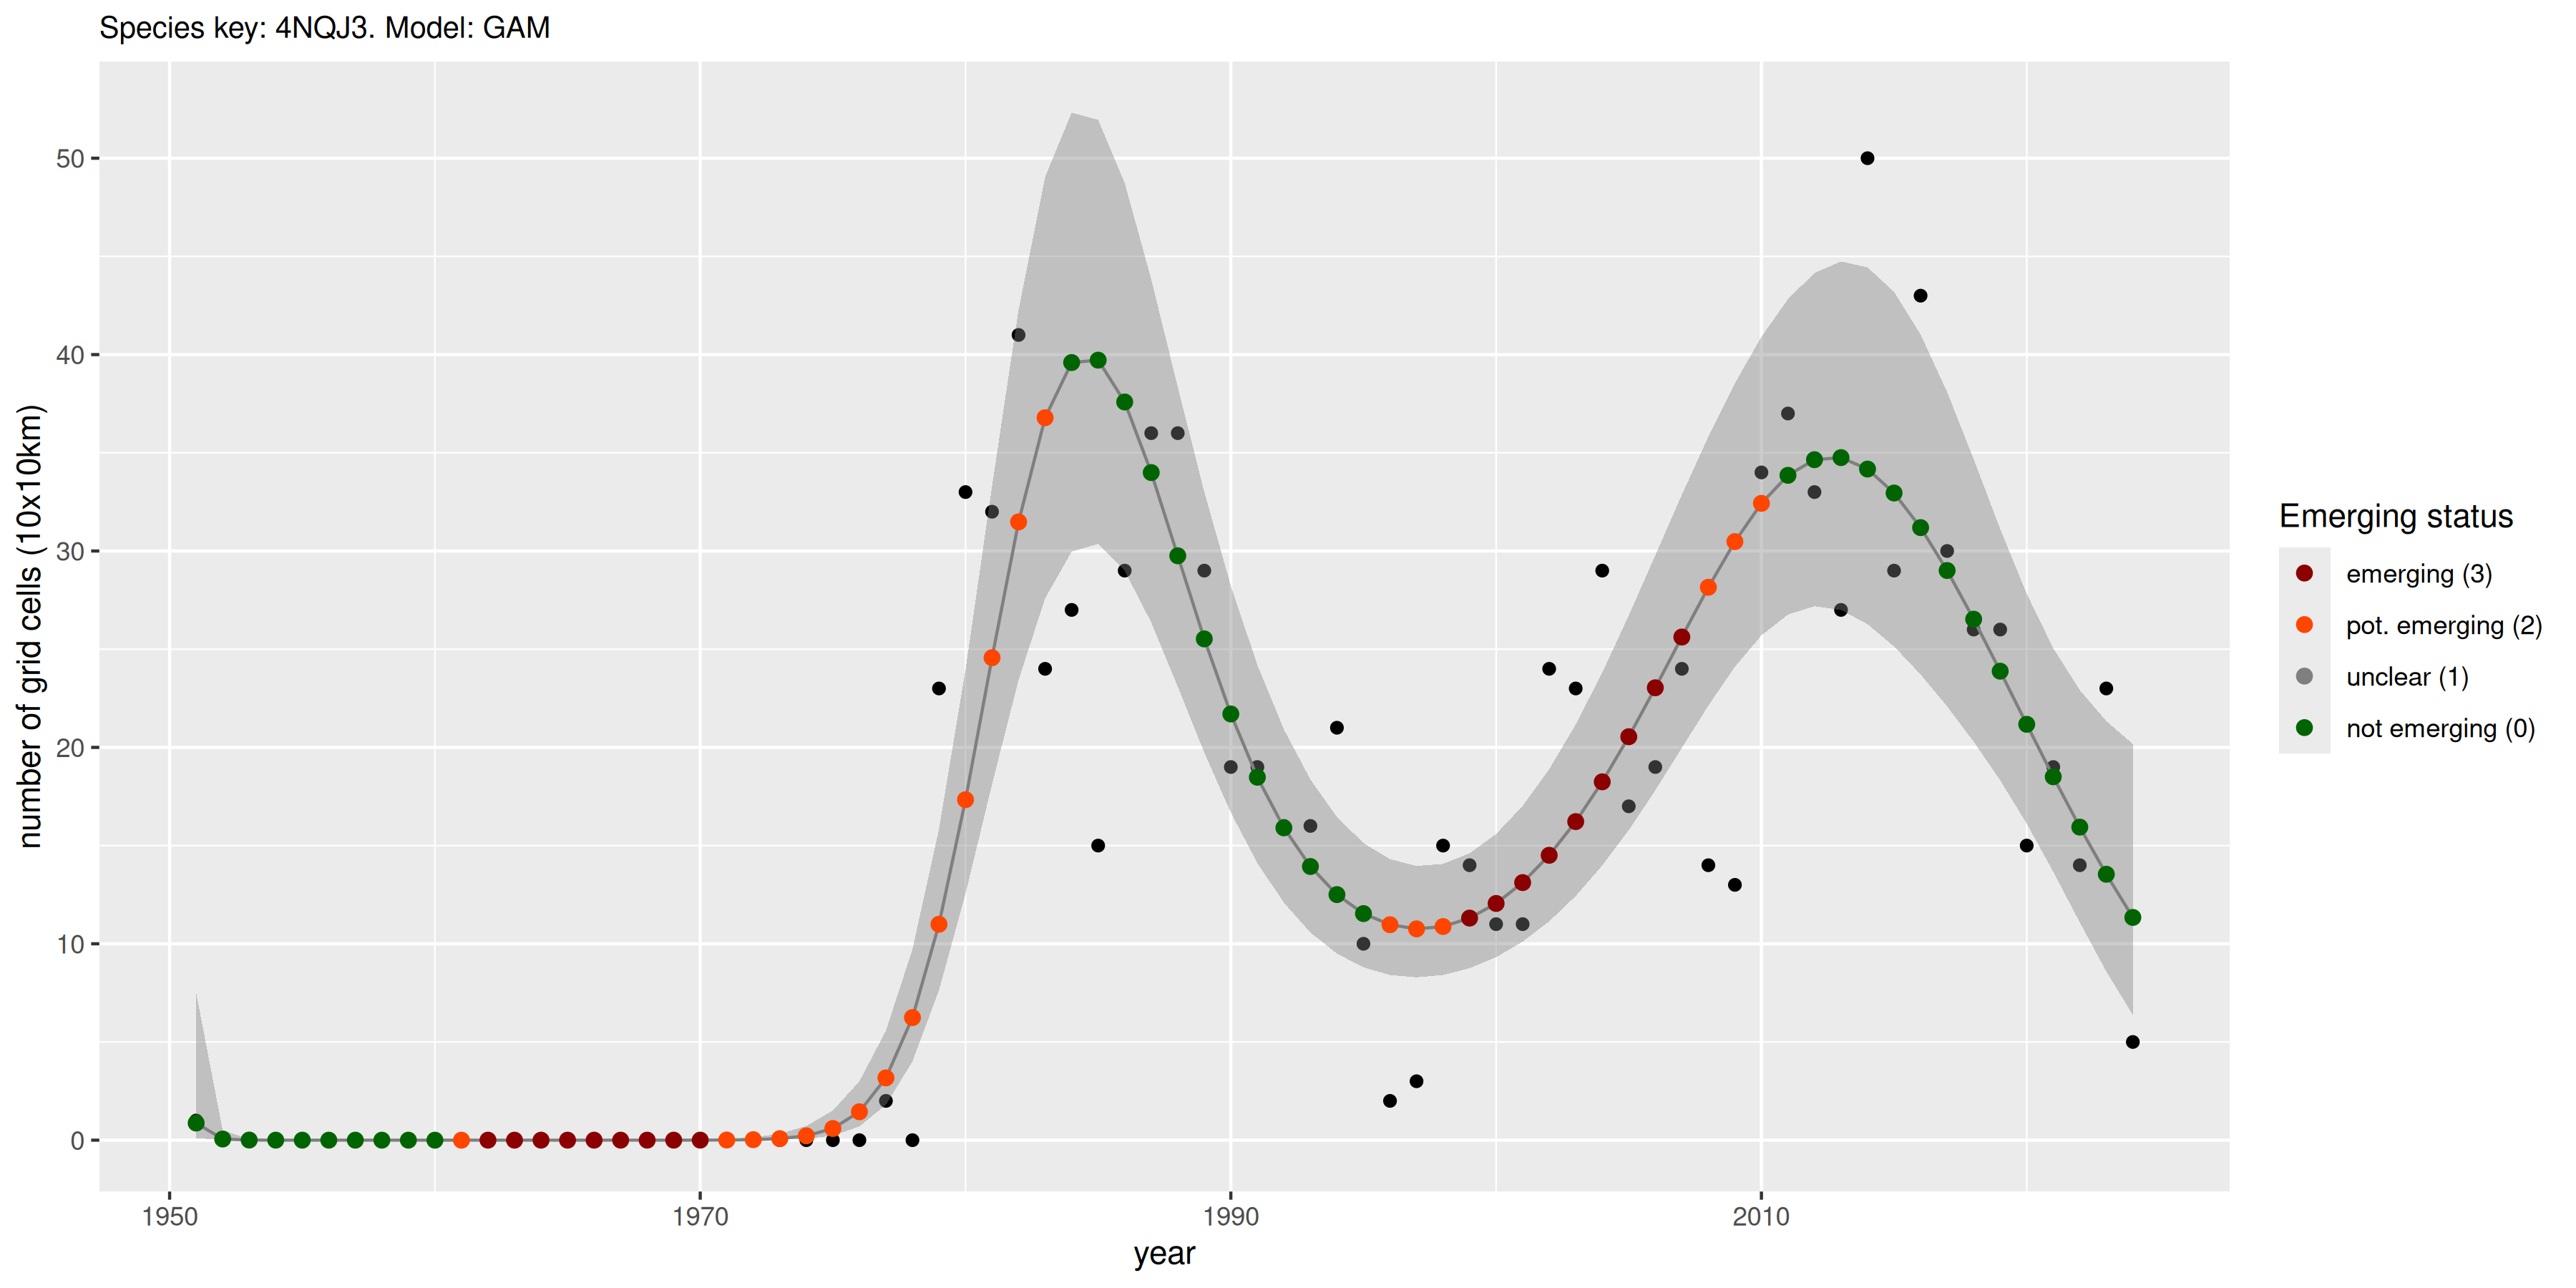 Species key: 4NQJ3. Model: GAM
50
40
30
20
10
0
number of grid cells (10x10km)
1950 1970 1990 2010
year
Emerging status
emerging (3)
pot. emerging (2)
unclear (1)
not emerging (0)